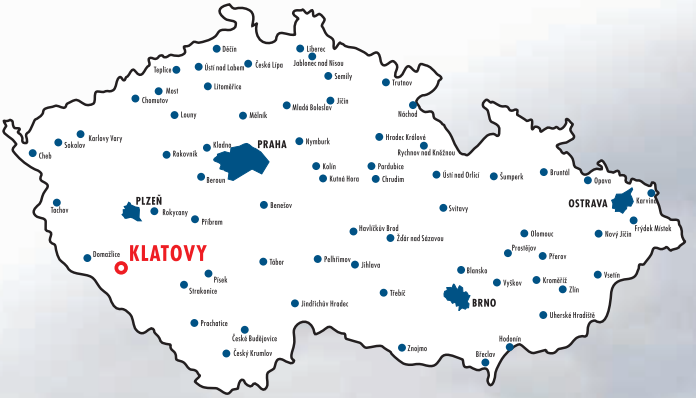 Děčín
Liberec
Jablonec nad Nisou
Teplice
Ústí nad Labem
Česká Lípa
Semily
Trutnov
Most
Litoměřice
Chomutov
Mladá Boleslav
Jičín
Náchod
Louny
Mělník
Karlovy Vary
Sokolov
Cheb
Kladno
PRAHA
Nymburk
Hradec Králové
Rychnov nad Kněžnou
Rakovník
Beroun
Kolín
Pardubice
Kutná Hora
Chrudim
Ústí nad Orlicí
Šumperk
Bruntál
Opava
Tachov
PLZEŇ
Rokycany
Příbram
Benešov
Svitavy
OSTRAVA
Karviná
Frýdek Místek
Havlíčkův Brod
Žďár nad Sázavou
Olomouc
Nový Jičín
Domažlice
KLATOVY
Tábor
Pelhřimov
Jihlava
Prostějov
Přerov
Písek
Strakonice
Blansko
Vyškov
Kroměříž
Zlín
Vsetín
Jindřichův Hradec
Třebíč
BRNO
Uherské Hradiště
Prachatice
České Budějovice
Český Krumlov
Znojmo
Břeclav
Hodonín